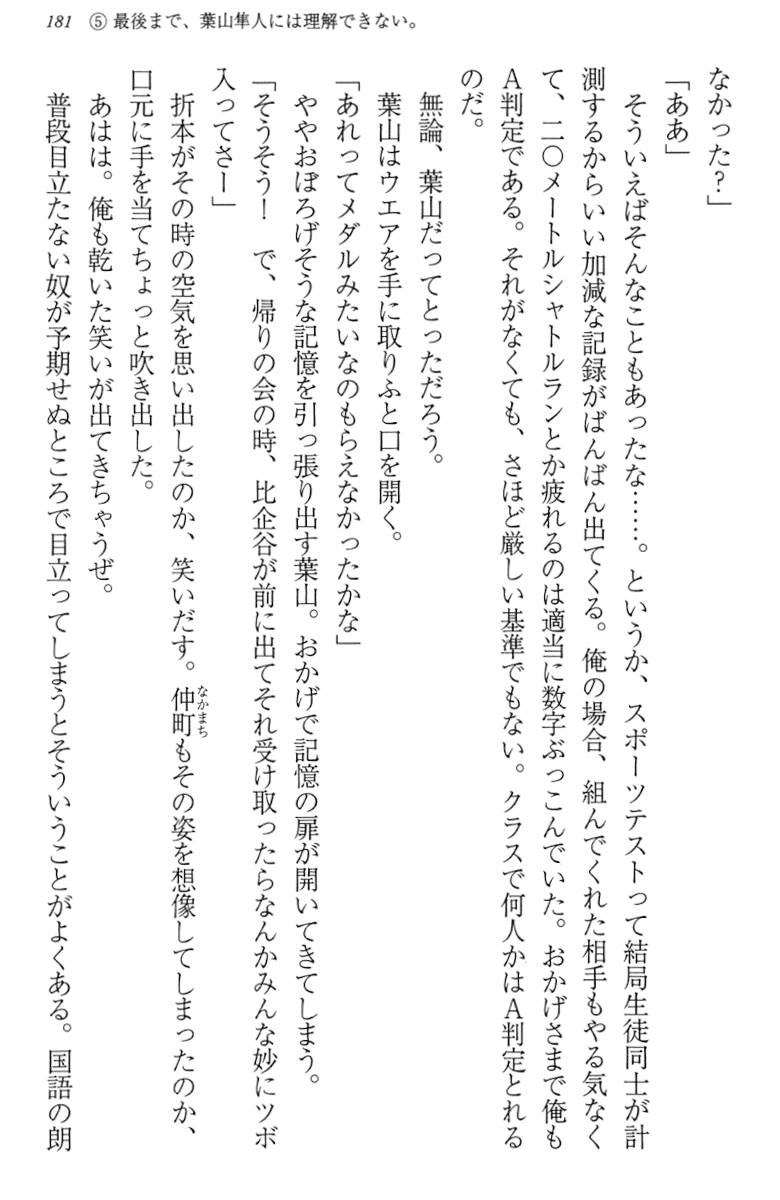 181 ⑤ 最後まで、葉山隼人には理解できない。
なかった？」
「ああ」
　そういえばそんなこともあったな……。というか、スポーツテストって結局生徒同士が計
測するからいい加減な記録がばんばん出てくる。俺の場合、組んでくれた相手もやる気なく
て、二〇メートルシャトルランとか疲れるのは適当に数字ぶっこんでいた。おかげさまで俺も
Ａ判定である。それがなくても、さほど厳しい基準でもない。クラスで何人かはＡ判定とれる
のだ。
　無論、葉山だってとっただろう。
　葉山はウエアを手に取りふと口を開く。
「あれってメダルみたいなのもらえなかったかな」
　ややおぼろげそうな記憶を引っ張り出す葉山。おかげで記憶の扉が開いてきてしまう。
「そうそう！　で、帰りの会の時、比企谷が前に出てそれ受け取ったらなんかみんな妙にツボ
入ってさー」
　折本がその時の空気を思い出したのか、笑いだす。仲町なかまちもその姿を想像してしまったのか、
口元に手を当てちょっと吹き出した。
　あはは。俺も乾いた笑いが出てきちゃうぜ。
　普段目立たない奴が予期せぬところで目立ってしまうとそういうことがよくある。国語の朗